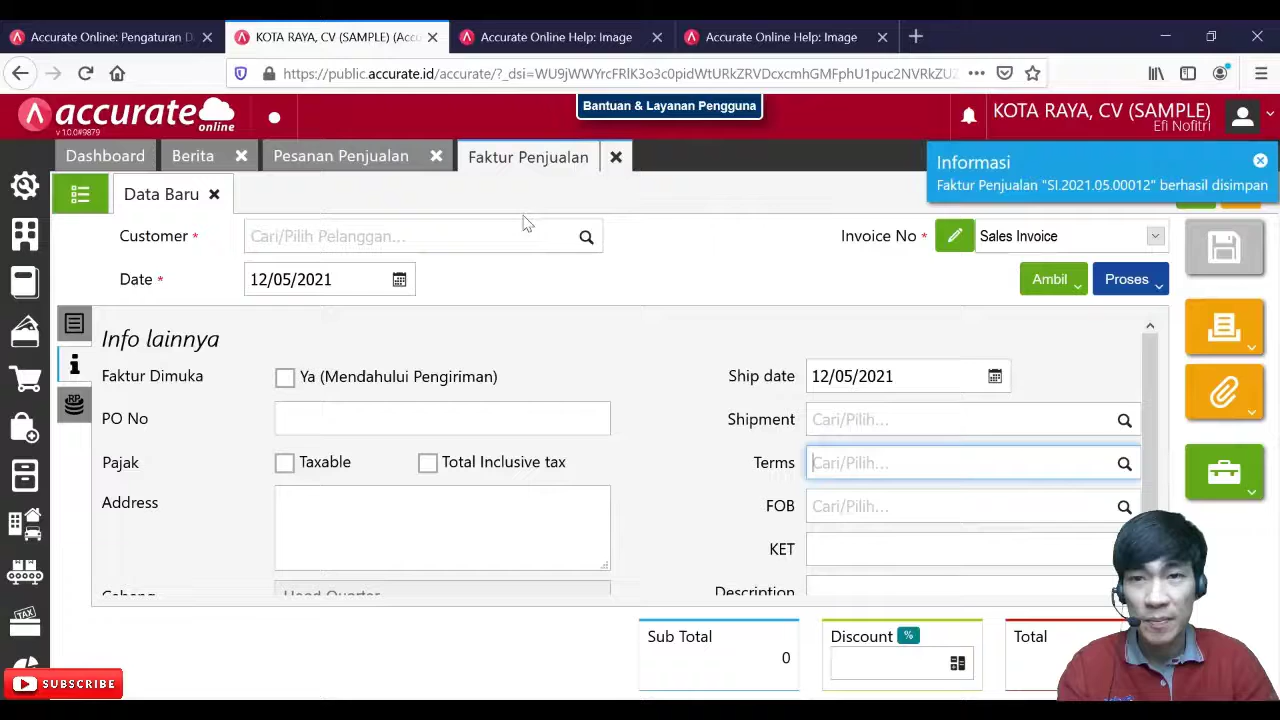 Accurate Online: Pengaturan D
KOTA RAYA, CV (SAMPLE) (Acc
Accurate Online Help: Image
Accurate Online Help: Image
https://public.accurate.id/accurate/?_dsi=
accurate
online
v 1.0.0#9879
Bantuan & Layanan Pengguna
KOTA RAYA, CV (SAMPLE)
Efi Nofitri
Dashboard
Berita
Pesanan Penjualan
Faktur Penjualan
Informasi
Faktur Penjualan "SI.2021.05.00012" berhasil disimpan
Data Baru
Customer *
Cari/Pilih Pelanggan...
Invoice No *
Sales Invoice
Date *
12/05/2021
Ambil
Proses
Info lainnya
Faktur Dimuka
Ya (Mendahului Pengiriman)
Ship date
12/05/2021
PO No
Shipment
Cari/Pilih...
Pajak
Taxable
Total Inclusive tax
Terms
Cari/Pilih...
Address
FOB
Cari/Pilih...
KET
Cabang
Head Quarter
Description
Sub Total
0
Discount
%
Total
TAX
RP
SUBSCRIBE